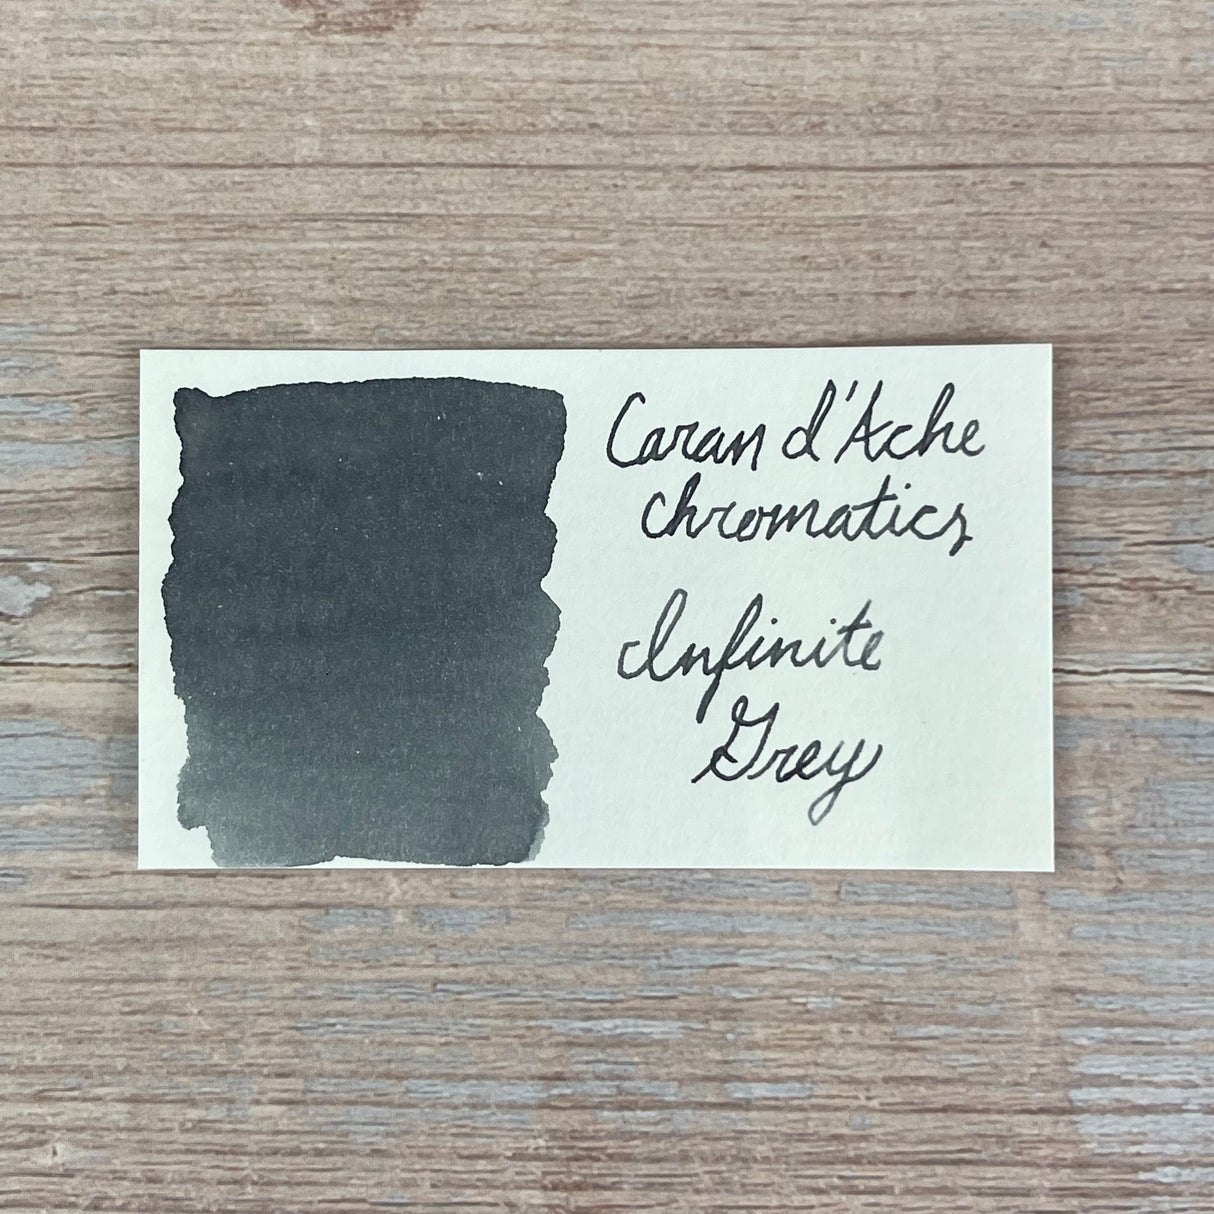 Caran d'Ache
chromatics
Infinite
Grey